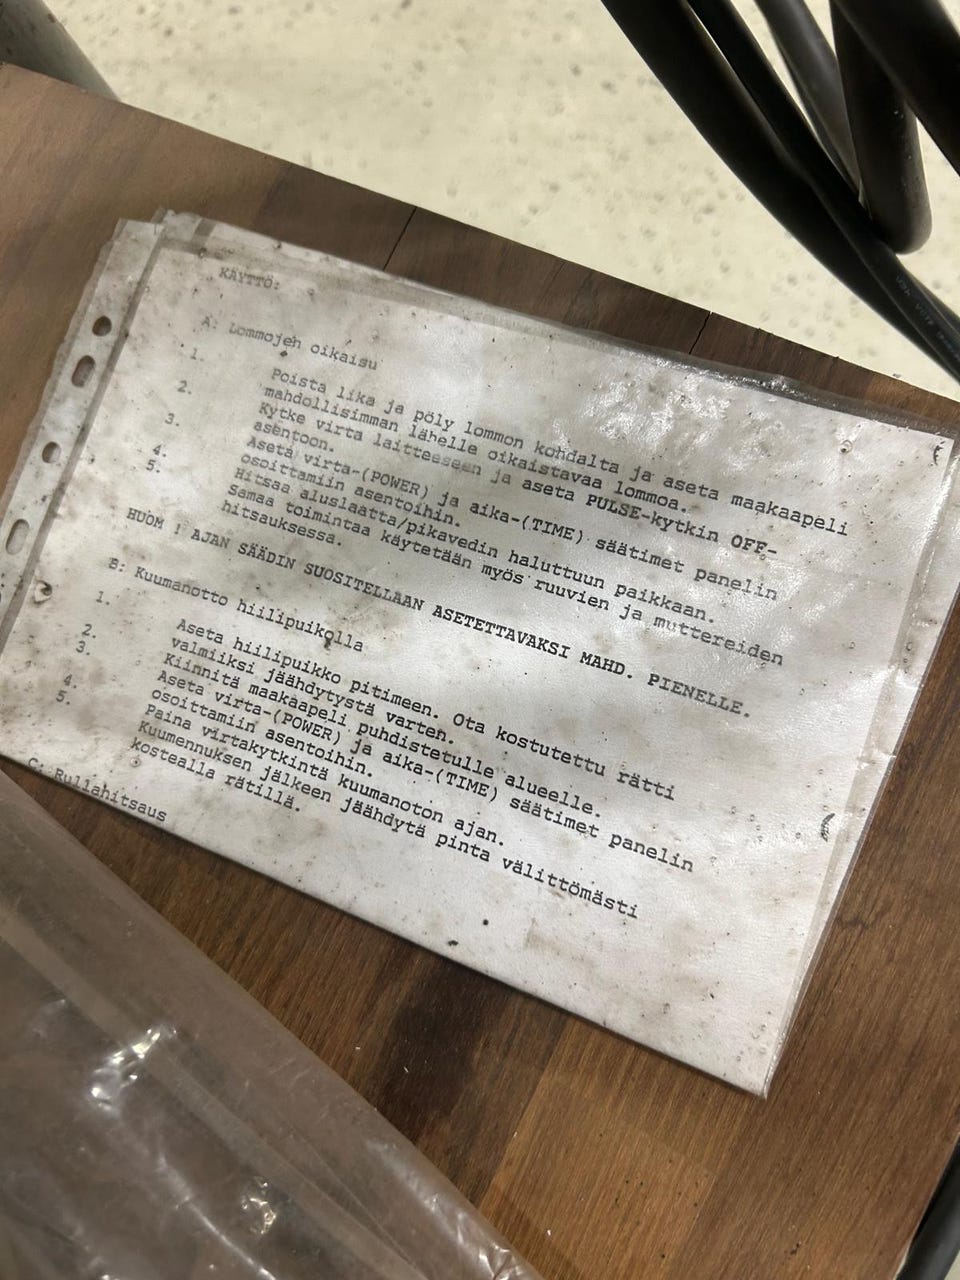 KÄYTTÖ:
A: Lommojen oikaisu
1. Poista lika ja pöly lommon kohdalta ja aseta maakaapeli
mahdollisimman lähelle oikaistavaa lommoa.
2. Kytke virta laitteeseen ja aseta PULSE-kytkin OFF-
asentoon.
3. Aseta virta-(POWER) ja aika-(TIME) säätimet panelin
osoittamiin asentoihin.
4. Hitsaa aluslaatta/pikavedin haluttuun paikkaan.
5. Samaa toimintaa käytetään myös ruuvien ja muttereiden
hitsauksessa.
HUOM ! AJAN SÄÄDIN SUOSITELLAAN ASETETTAVAKSI MAHD. PIENELLE.
B: Kuumanotto hiilipuikolla
1. Aseta hiilipuikko pitimeen. Ota kostutettu rätti
valmiiksi jäähdytystä varten.
2. Kiinnitä maakaapeli puhdistetulle alueelle.
3. Aseta virta-(POWER) ja aika-(TIME) säätimet panelin
osoittamiin asentoihin.
4. Paina virtakytkintä kuumanoton ajan.
5. Kuumennuksen jälkeen jäähdytä pinta välittömästi
kostealla rätillä.
C: Rullahitsaus